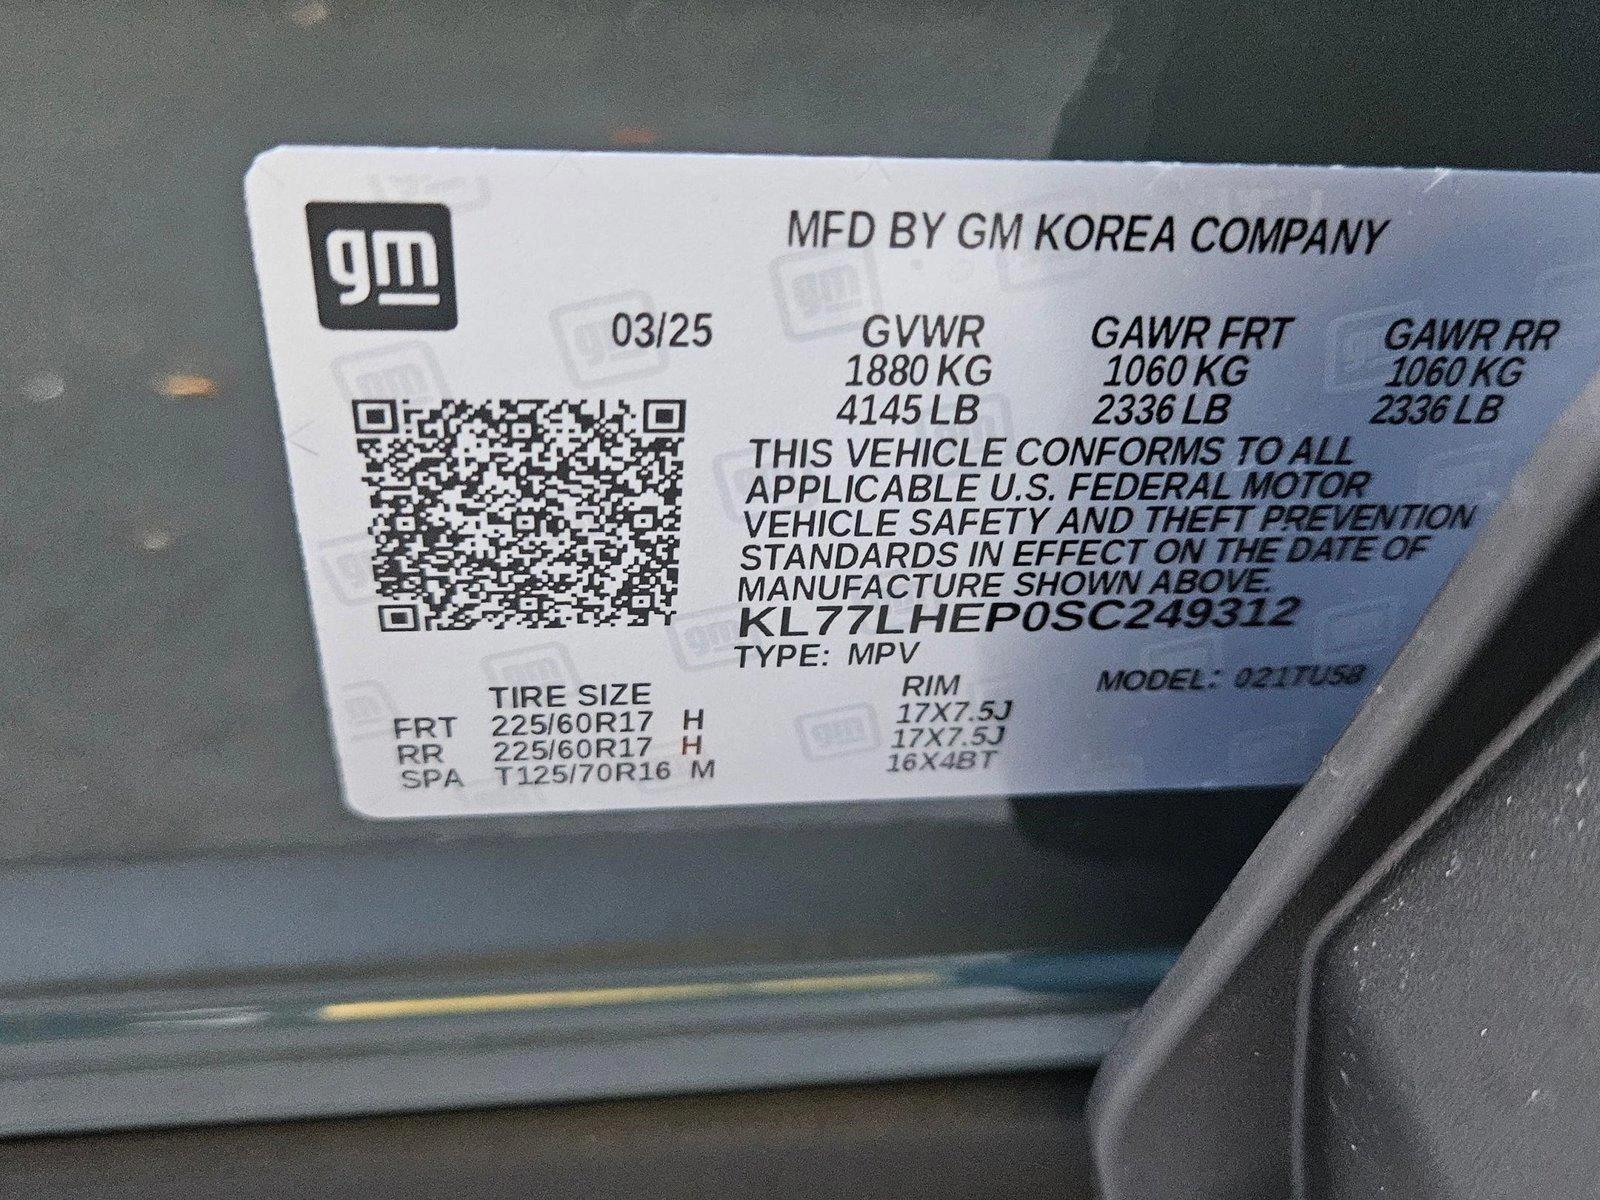 gm
MFD BY GM KOREA COMPANY
03/25
GVWR GAWR FRT GAWR RR
1880 KG 1060 KG 1060 KG
4145 LB 2336 LB 2336 LB
THIS VEHICLE CONFORMS TO ALL
APPLICABLE U.S. FEDERAL MOTOR
VEHICLE SAFETY AND THEFT PREVENTION
STANDARDS IN EFFECT ON THE DATE OF
MANUFACTURE SHOWN ABOVE.
KL77LHEP0SC249312
TYPE: MPV
MODEL: 021TU58
TIRE SIZE RIM
FRT 225/60R17 H 17X7.5J
RR 225/60R17 H 17X7.5J
SPA T125/70R16 M 16X4BT